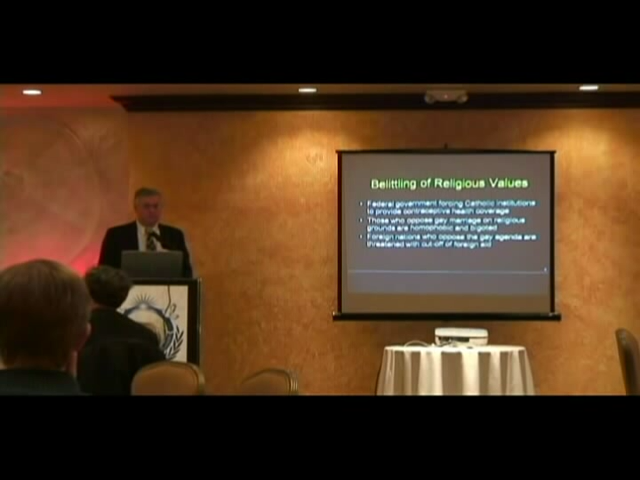 Belittling of Religious Values
• Federal government forcing Catholic institutions
to provide contraceptive health coverage
• Those who oppose gay marriage on religious
grounds are homophobic and bigoted
• Foreign nations who oppose the gay agenda are
threatened with cut-off of foreign aid